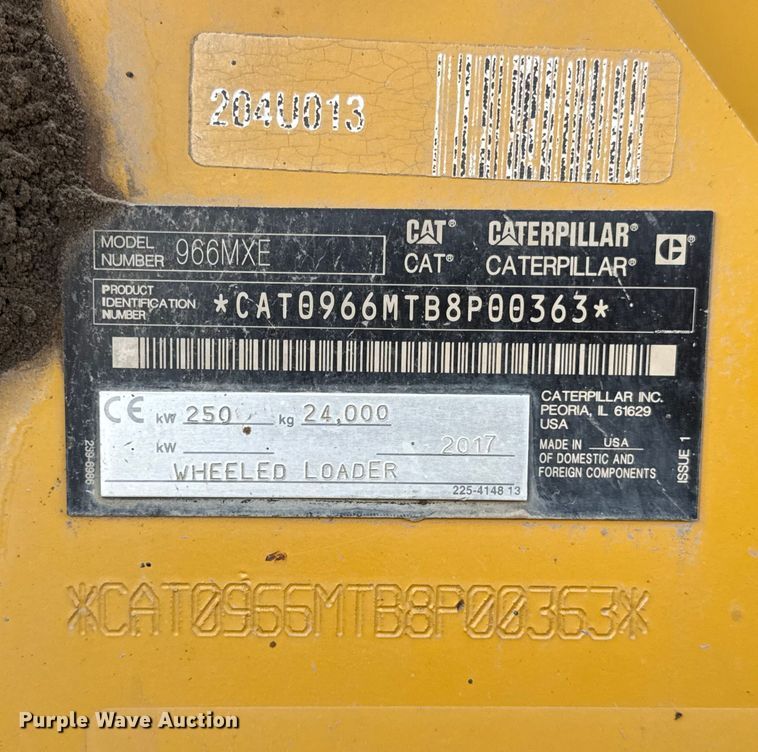 204U013
MODEL NUMBER 966MXE
CAT® CATERPILLAR®
CAT® CATERPILLAR®
PRODUCT IDENTIFICATION NUMBER *CAT0966MTB8P00363*
CE kW 250 kg 24,000
kW 2017
WHEELED LOADER
225-4148 13
CATERPILLAR INC.
PEORIA, IL 61629
USA
MADE IN USA
OF DOMESTIC AND
FOREIGN COMPONENTS
ISSUE 1
*CAT0966MTB8P00363*
Purple Wave Auction